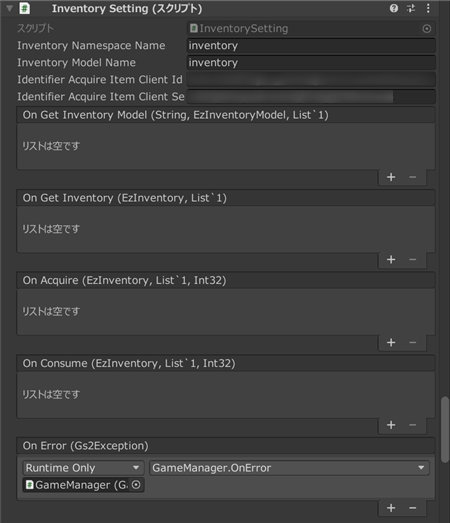 Inventory Setting (スクリプト)
スクリプト InventorySetting
Inventory Namespace Name inventory
Inventory Model Name inventory
Identifier Acquire Item Client Id
Identifier Acquire Item Client Se
On Get Inventory Model (String, EzInventoryModel, List`1)
リストは空です
On Get Inventory (EzInventory, List`1)
リストは空です
On Acquire (EzInventory, List`1, Int32)
リストは空です
On Consume (EzInventory, List`1, Int32)
リストは空です
On Error (Gs2Exception)
Runtime Only GameManager.OnError
GameManager (Ga